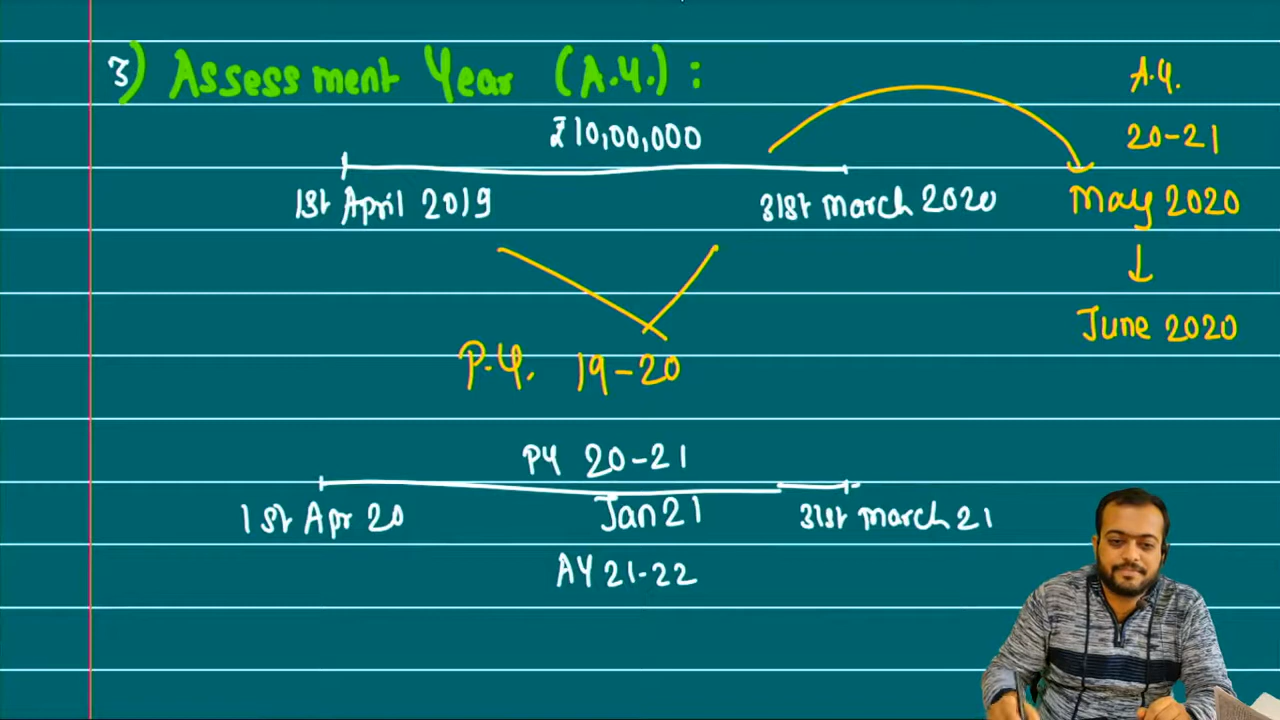 3) Assessment Year (A.Y.) :
A.Y.
₹10,00,000
20-21
1st April 2019
31st March 2020
May 2020
↓
June 2020
P.Y. 19-20
PY 20-21
1st Apr 20
Jan 21
31st march 21
AY 21-22